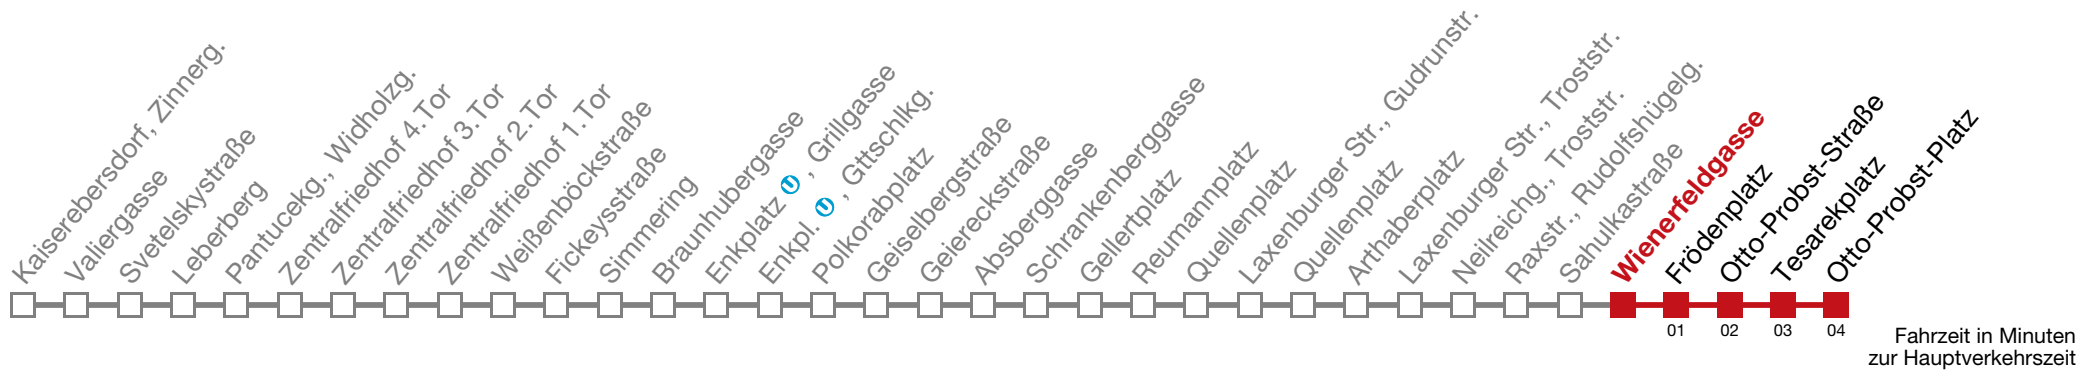 Kaiserebersdorf, Zinnerg.
Valiergasse
Svetelskystraße
Leberberg
Pantucekg., Widholzg.
Zentralfriedhof 4.Tor
Zentralfriedhof 3.Tor
Zentralfriedhof 2.Tor
Zentralfriedhof 1.Tor
Weißenböckstraße
Fickeysstraße
Simmering
Braunhubergasse
Enkplatz U , Grillgasse
Enkpl. U , Gttschlkg.
Polkorabplatz
Geiselbergstraße
Geiereckstraße
Absberggasse
Schrankenberggasse
Gellertplatz
Reumannplatz
Quellenplatz
Laxenburger Str., Gudrunstr.
Quellenplatz
Arthaberplatz
Laxenburger Str., Troststr.
Neilreichg., Troststr.
Raxstr., Rudolfshügelg.
Sahulkastraße
Wienerfeldgasse
Frödenplatz
Otto-Probst-Straße
Tesarekplatz
Otto-Probst-Platz
01 02 03 04
Fahrzeit in Minuten
zur Hauptverkehrszeit